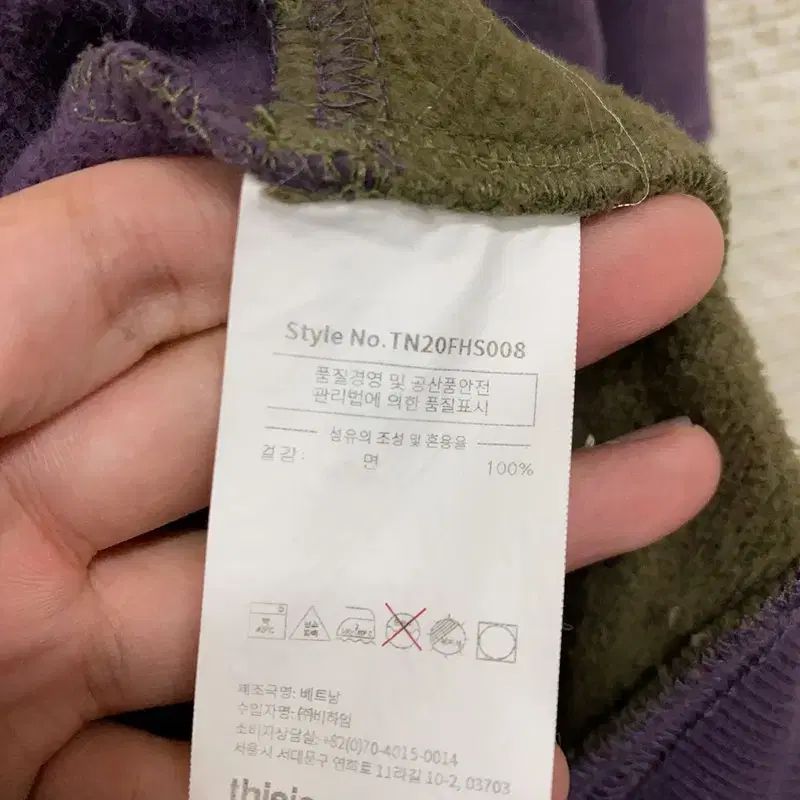 Style No.TN20FHS008
품질경영 및 공산품안전
관리법에 의한 품질표시
섬유의 조성 및 혼용율
겉감: 면 100%
제조국명: 베트남
수입자명: ㈜비하임
소비자상담실: +82(0)70-4015-0014
서울시 서대문구 연희로 11라길 10-2, 03703